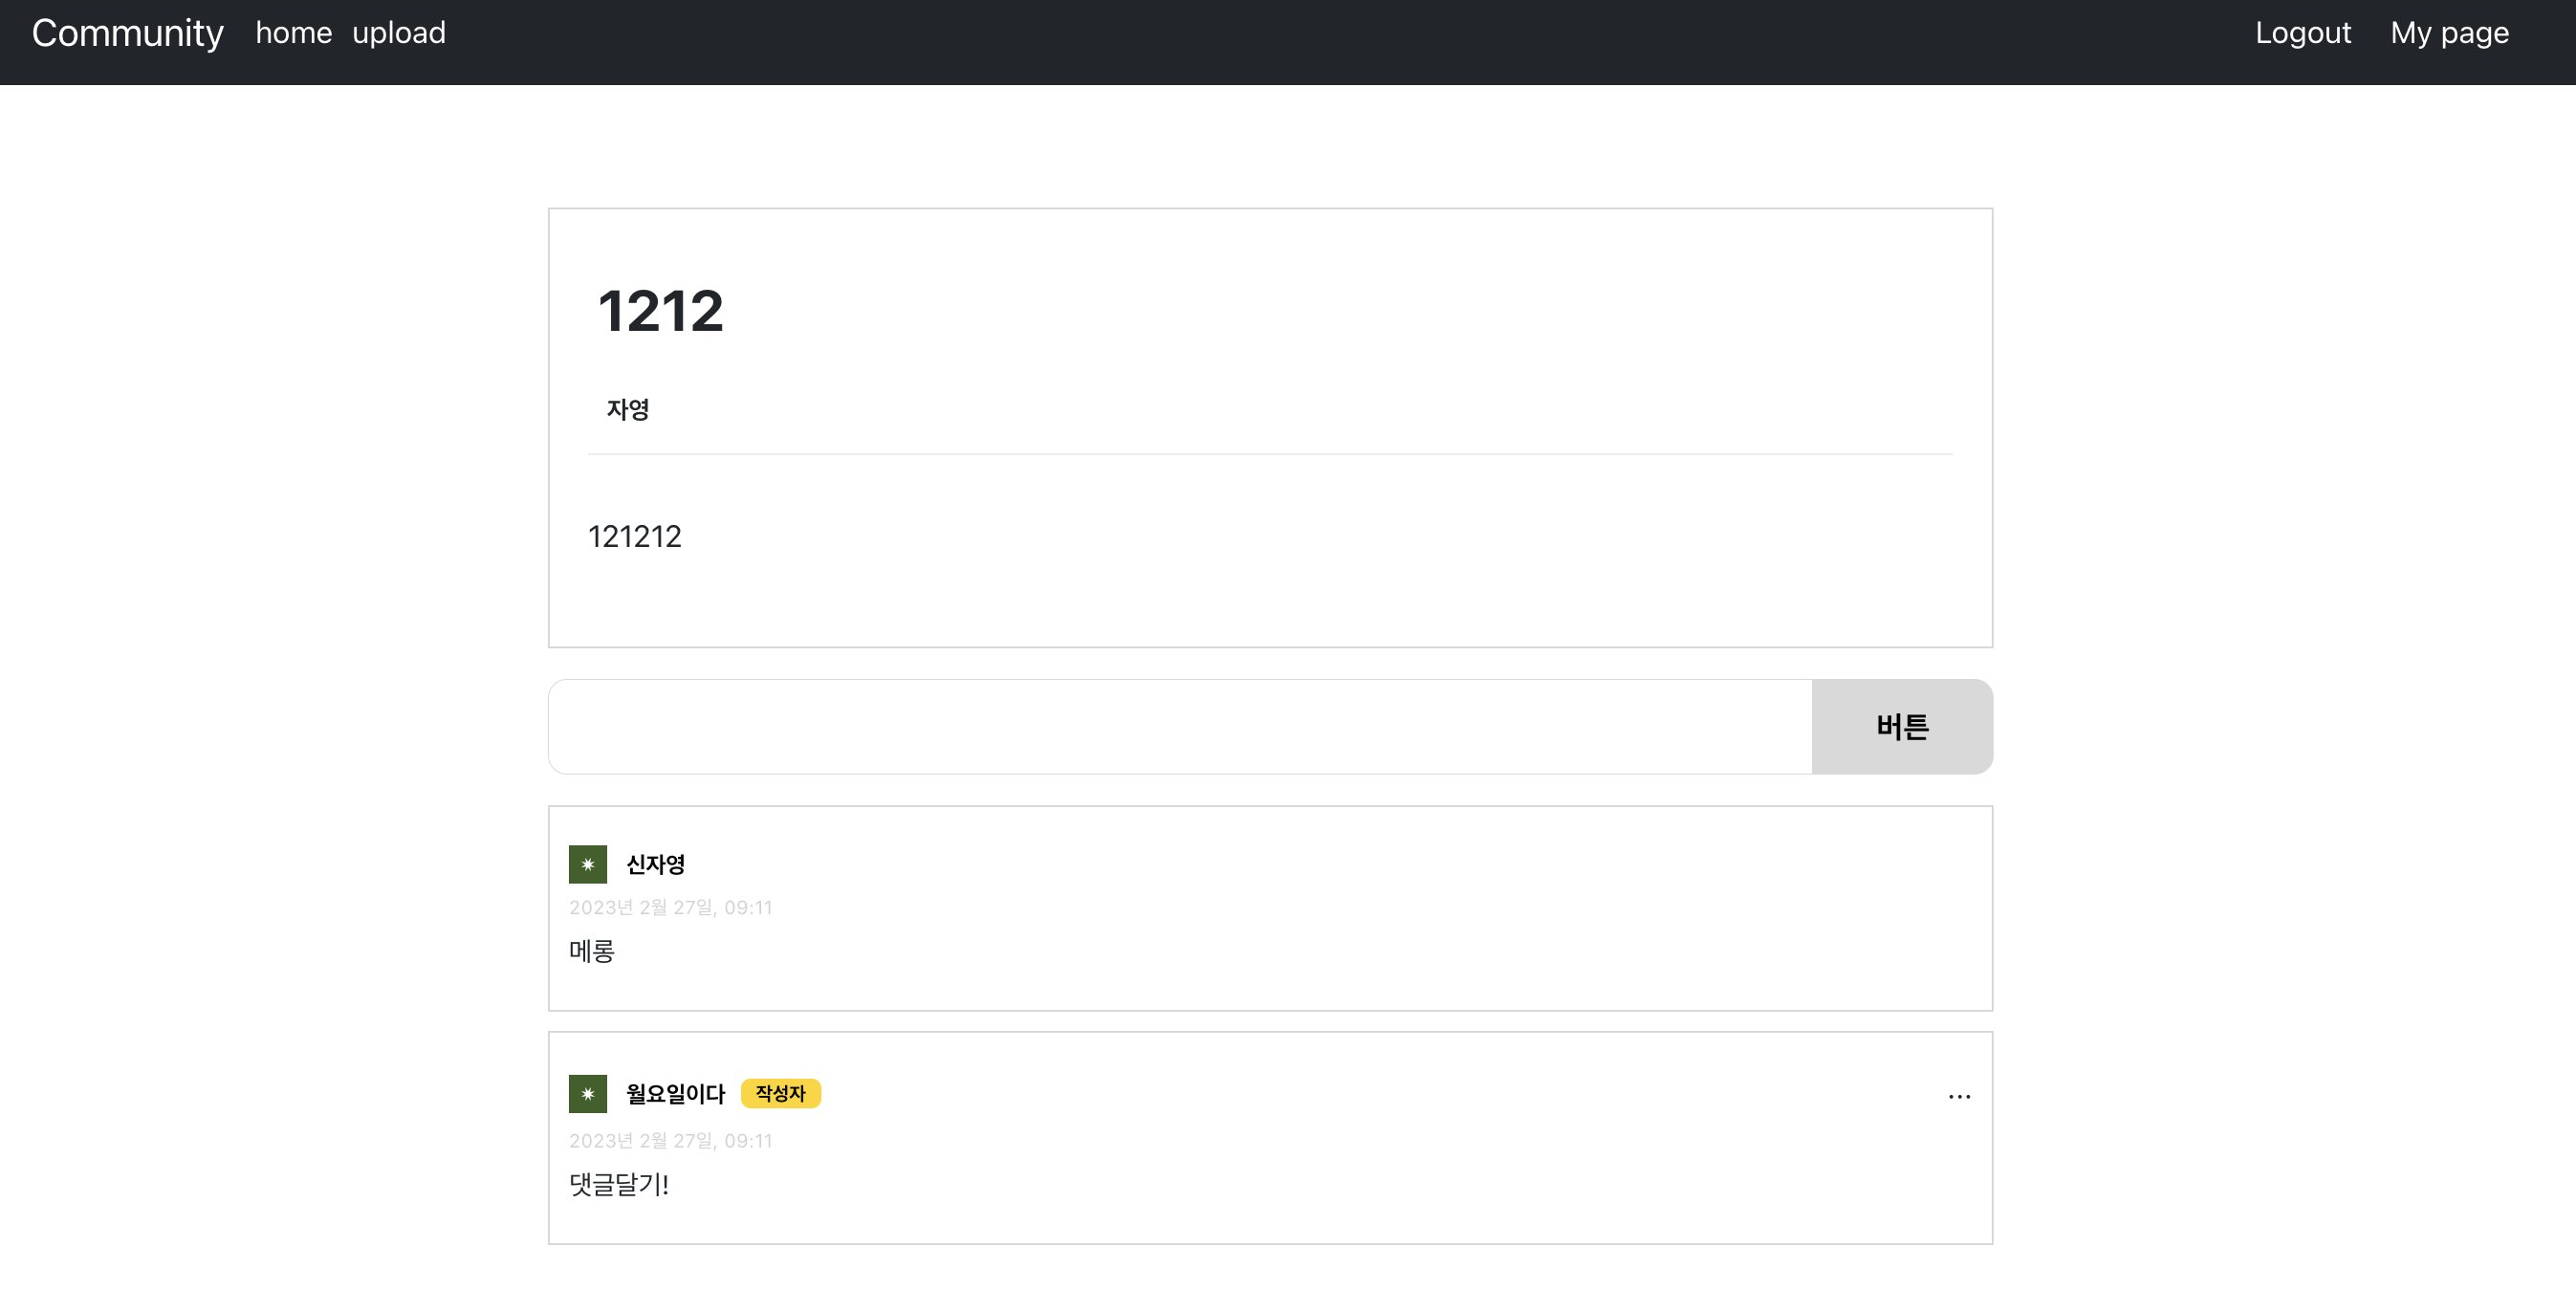 Community home upload Logout My page
1212
자영
121212
버튼
신자영
2023년 2월 27일, 09:11
메롱
월요일이다 작성자 ...
2023년 2월 27일, 09:11
댓글달기!